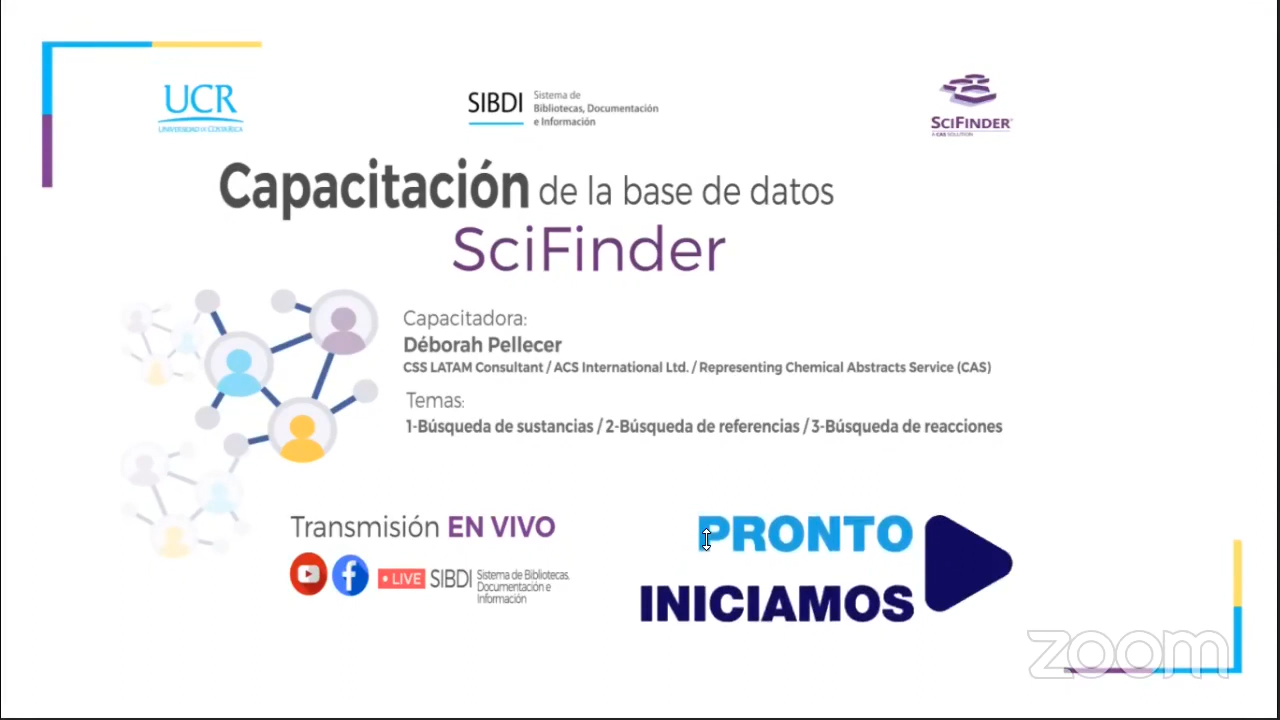 UCR
UNIVERSIDAD DE COSTA RICA
SIBDI
Sistema de
Bibliotecas, Documentación
e Información
SCIFINDER®
A CAS SOLUTION
Capacitación de la base de datos
SciFinder
Capacitadora:
Déborah Pellecer
CSS LATAM Consultant / ACS International Ltd. / Representing Chemical Abstracts Service (CAS)
Temas:
1-Búsqueda de sustancias / 2-Búsqueda de referencias / 3-Búsqueda de reacciones
Transmisión EN VIVO
• LIVE SIBDI
Sistema de Bibliotecas,
Documentación e
Información
PRONTO
INICIAMOS
zoom